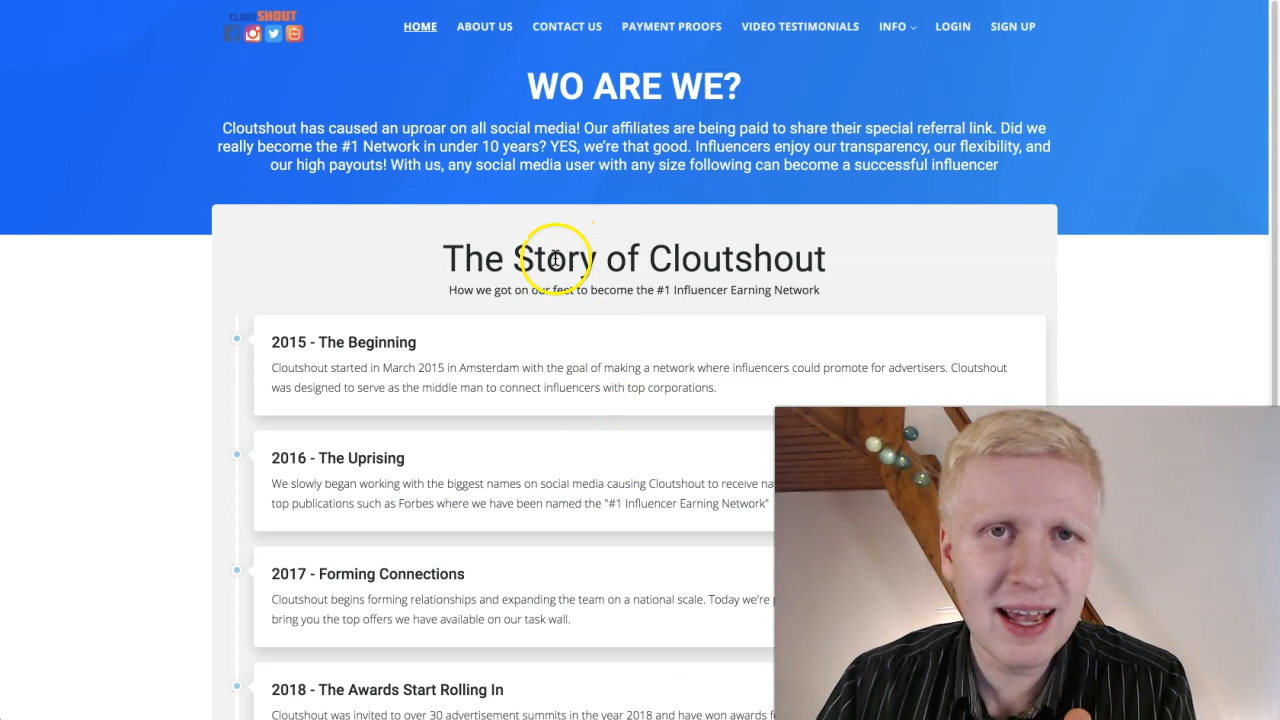 CLOUTSHOUT
HOME ABOUT US CONTACT US PAYMENT PROOFS VIDEO TESTIMONIALS INFO LOGIN SIGN UP
WO ARE WE?
Cloutshout has caused an uproar on all social media! Our affiliates are being paid to share their special referral link. Did we
really become the #1 Network in under 10 years? YES, we're that good. Influencers enjoy our transparency, our flexibility, and
our high payouts! With us, any social media user with any size following can become a successful influencer
The Story of Cloutshout
How we got on our feet to become the #1 Influencer Earning Network
2015 - The Beginning
Cloutshout started in March 2015 in Amsterdam with the goal of making a network where influencers could promote for advertisers. Cloutshout
was designed to serve as the middle man to connect influencers with top corporations.
2016 - The Uprising
We slowly began working with the biggest names on social media causing Cloutshout to receive
top publications such as Forbes where we have been named the "#1 Influencer Earning Network"
2017 - Forming Connections
Cloutshout begins forming relationships and expanding the team on a national scale. Today we're
bring you the top offers we have available on our task wall.
2018 - The Awards Start Rolling In
Cloutshout was invited to over 30 advertisement summits in the year 2018 and have won awards